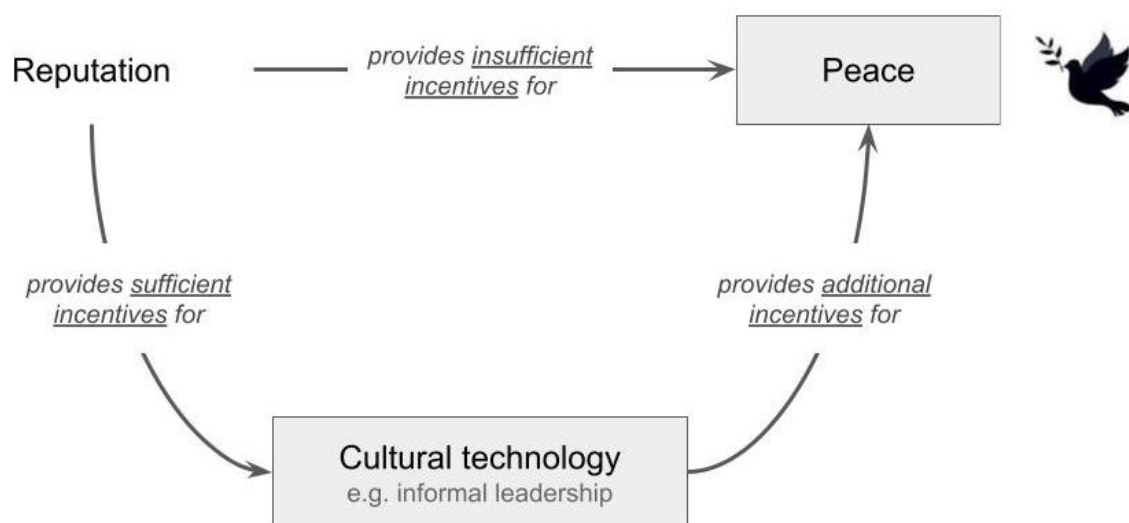 Reputation
provides insufficient
incentives for
Peace
provides sufficient
incentives for
provides additional
incentives for
Cultural technology
e.g. informal leadership